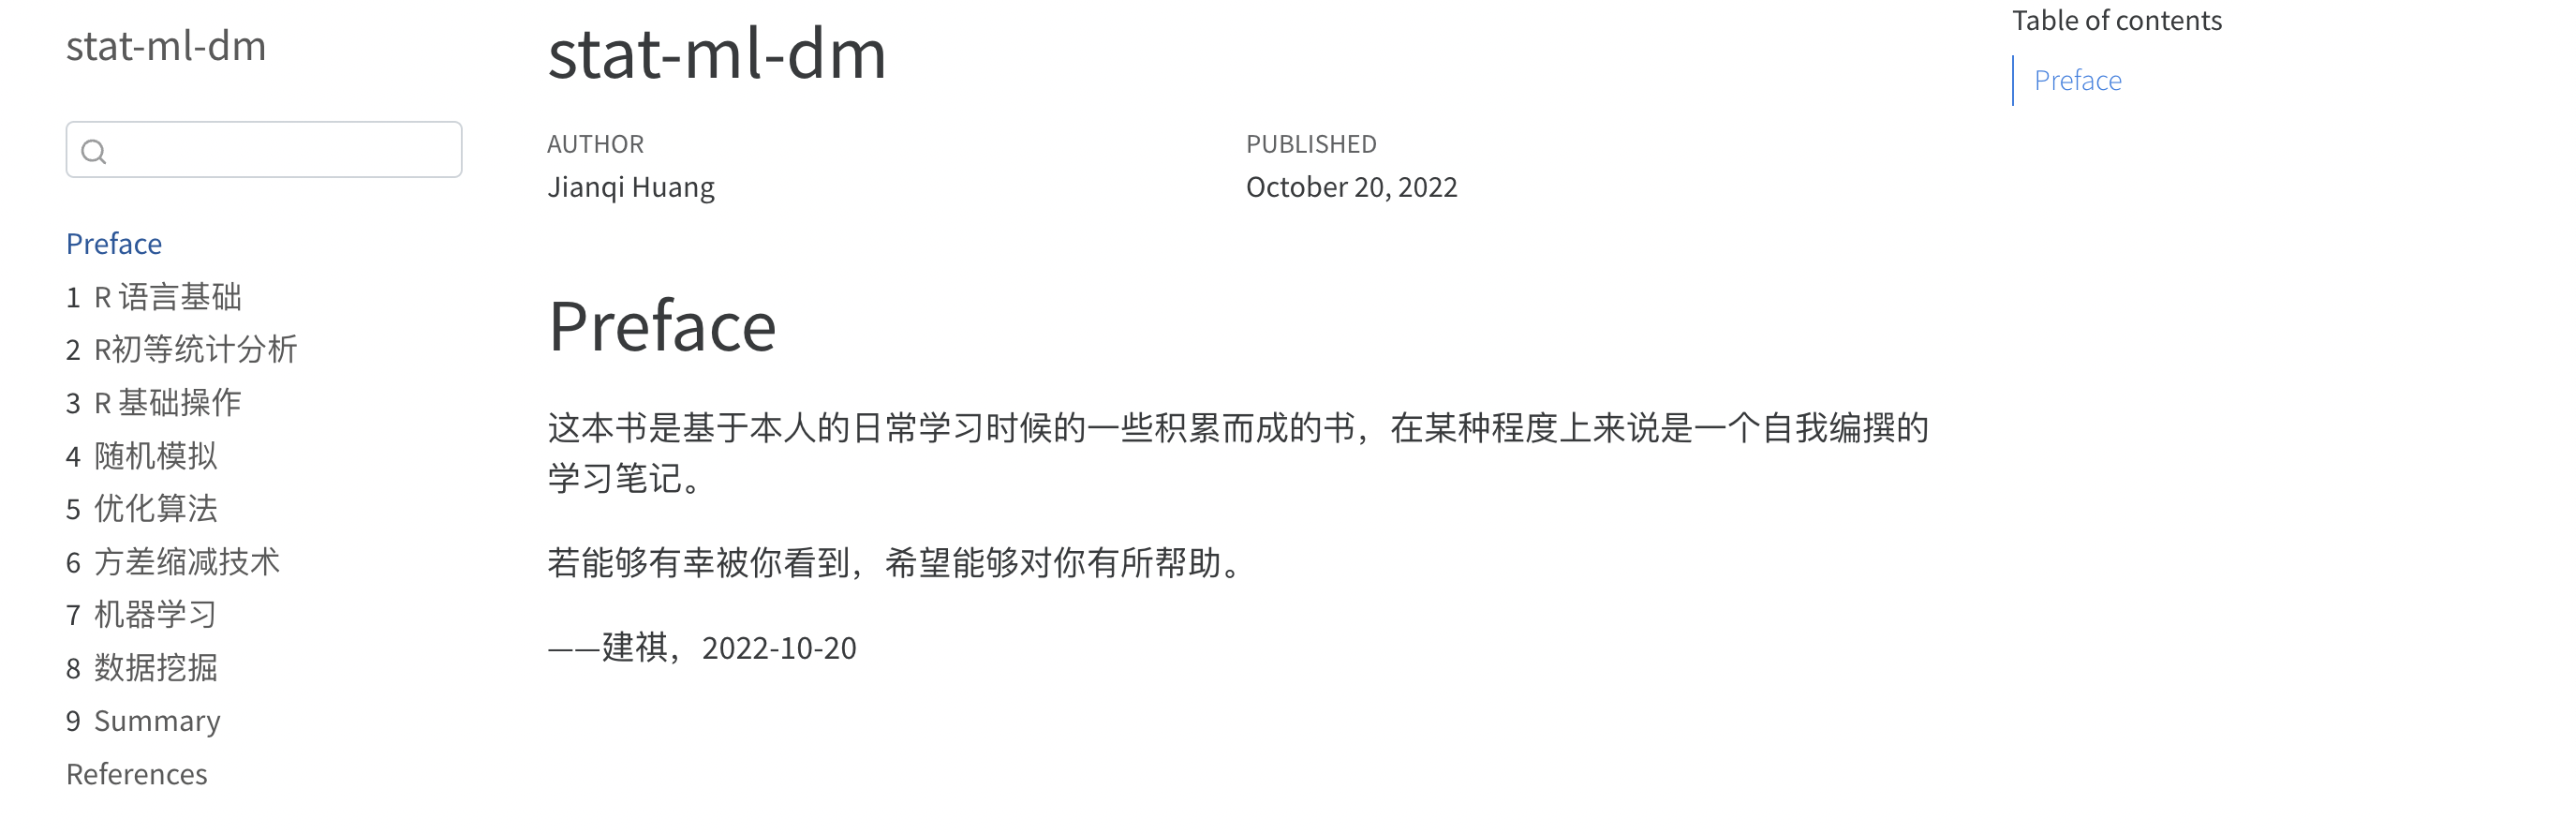 stat-ml-dm
Preface
1 R 语言基础
2 R初等统计分析
3 R 基础操作
4 随机模拟
5 优化算法
6 方差缩减技术
7 机器学习
8 数据挖掘
9 Summary
References
stat-ml-dm
AUTHOR
Jianqi Huang
PUBLISHED
October 20, 2022
Preface
这本书是基于本人的日常学习时候的一些积累而成的书，在某种程度上来说是一个自我编撰的
学习笔记。
若能够有幸被你看到，希望能够对你有所帮助。
——建祺，2022-10-20
Table of contents
Preface